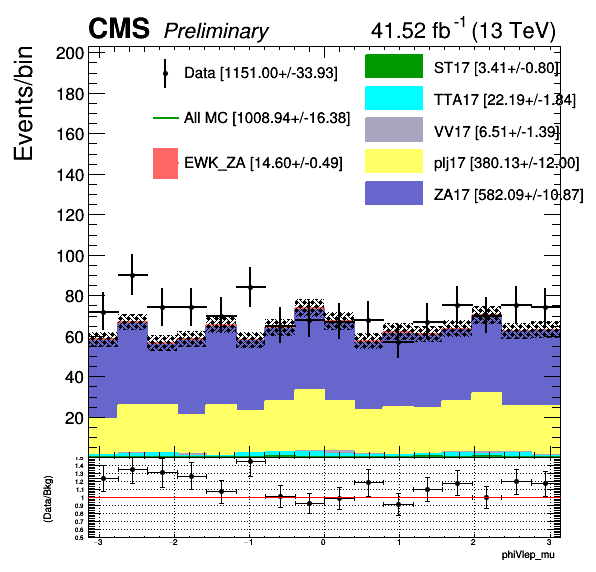 CMS Preliminary 41.52 fb⁻¹ (13 TeV)
Events/bin
200
180
160
140
120
100
80
60
40
20
Data [1151.00+/-33.93]
All MC [1008.94+/-16.38]
EWK_ZA [14.60+/-0.49]
ST17 [3.41+/-0.80]
TTA17 [22.19+/-1.84]
VV17 [6.51+/-1.39]
plj17 [380.13+/-12.00]
ZA17 [582.09+/-10.87]
(Data/Bkg)
1.5
1.4
1.3
1.2
1.1
1
0.9
0.8
0.7
0.6
0.5
−3 −2 −1 0 1 2 3
phiVlep_mu